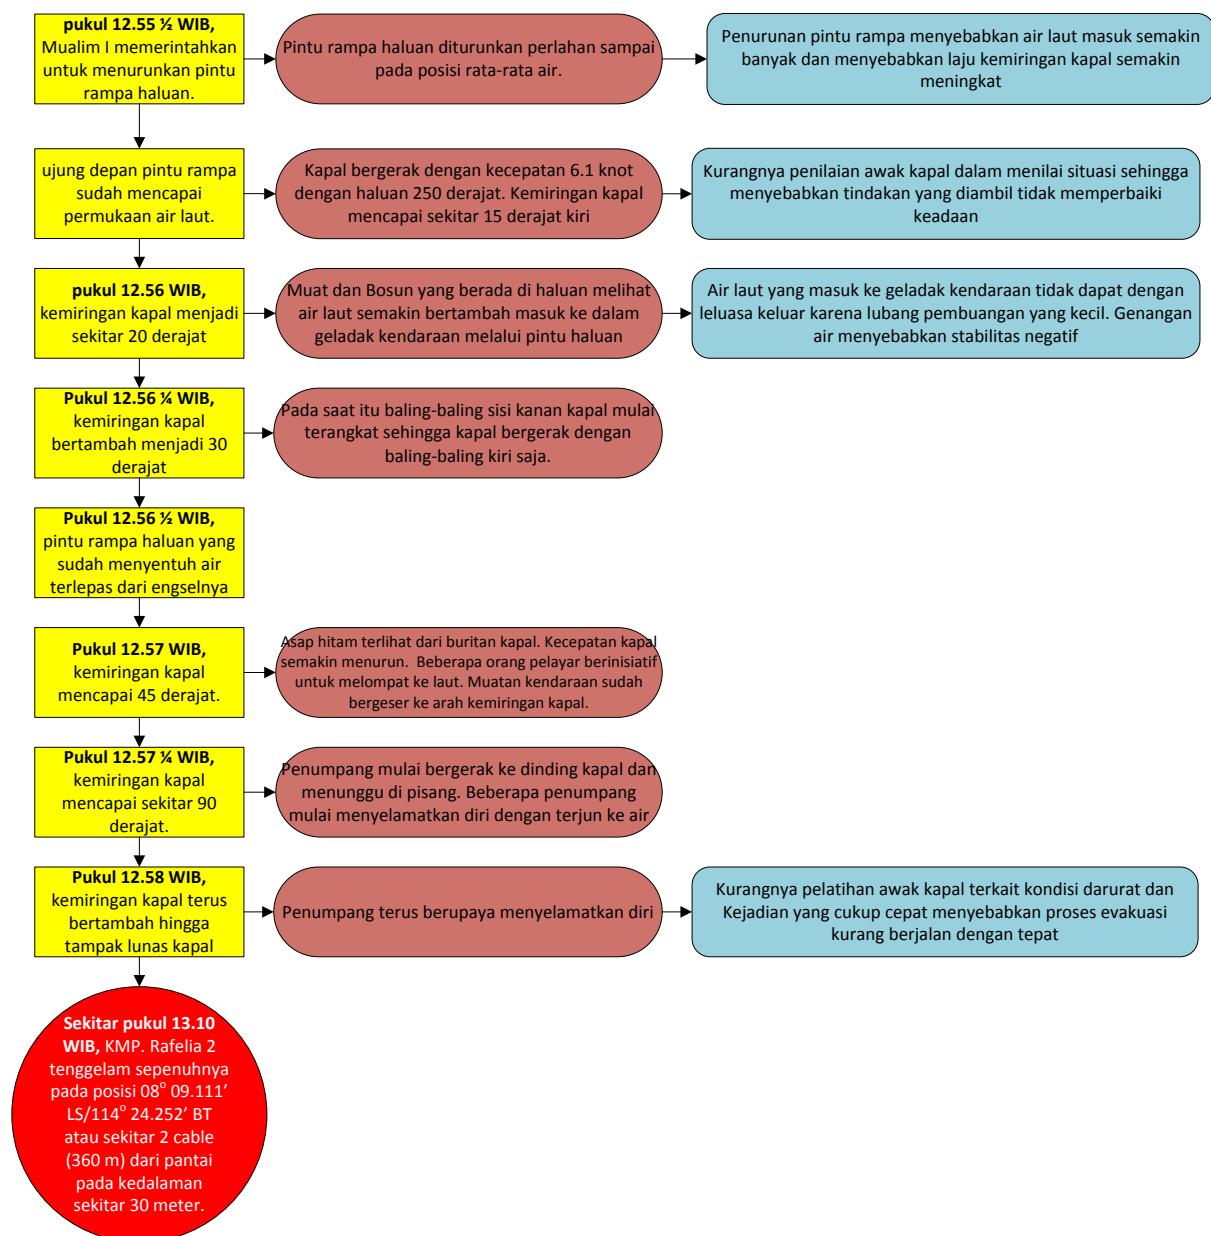 pukul 12.55 ½ WIB,
Mualim I memerintahkan
untuk menurunkan pintu
rampa haluan.
Pintu rampa haluan diturunkan perlahan sampai
pada posisi rata-rata air.
Penurunan pintu rampa menyebabkan air laut masuk semakin
banyak dan menyebabkan laju kemiringan kapal semakin
meningkat
ujung depan pintu rampa
sudah mencapai
permukaan air laut.
Kapal bergerak dengan kecepatan 6.1 knot
dengan haluan 250 derajat. Kemiringan kapal
mencapai sekitar 15 derajat kiri
Kurangnya penilaian awak kapal dalam menilai situasi sehingga
menyebabkan tindakan yang diambil tidak memperbaiki
keadaan
pukul 12.56 WIB,
kemiringan kapal menjadi
sekitar 20 derajat
Muat dan Bosun yang berada di haluan melihat
air laut semakin bertambah masuk ke dalam
geladak kendaraan melalui pintu haluan
Air laut yang masuk ke geladak kendaraan tidak dapat dengan
leluasa keluar karena lubang pembuangan yang kecil. Genangan
air menyebabkan stabilitas negatif
Pukul 12.56 ¼ WIB,
kemiringan kapal
bertambah menjadi 30
derajat
Pada saat itu baling-baling sisi kanan kapal mulai
terangkat sehingga kapal bergerak dengan
baling-baling kiri saja.
Pukul 12.56 ½ WIB,
pintu rampa haluan yang
sudah menyentuh air
terlepas dari engselnya
Pukul 12.57 WIB,
kemiringan kapal
mencapai 45 derajat.
Asap hitam terlihat dari buritan kapal. Kecepatan kapal
semakin menurun. Beberapa orang pelayar berinisiatif
untuk melompat ke laut. Muatan kendaraan sudah
bergeser ke arah kemiringan kapal.
Pukul 12.57 ¼ WIB,
kemiringan kapal
mencapai sekitar 90
derajat.
Penumpang mulai bergerak ke dinding kapal dan
menunggu di pisang. Beberapa penumpang
mulai menyelamatkan diri dengan terjun ke air
Pukul 12.58 WIB,
kemiringan kapal terus
bertambah hingga
tampak lunas kapal
Penumpang terus berupaya menyelamatkan diri
Kurangnya pelatihan awak kapal terkait kondisi darurat dan
Kejadian yang cukup cepat menyebabkan proses evakuasi
kurang berjalan dengan tepat
Sekitar pukul 13.10
WIB, KMP. Rafelia 2
tenggelam sepenuhnya
pada posisi 08⁰ 09.111’
LS/114⁰ 24.252’ BT
atau sekitar 2 cable
(360 m) dari pantai
pada kedalaman
sekitar 30 meter.